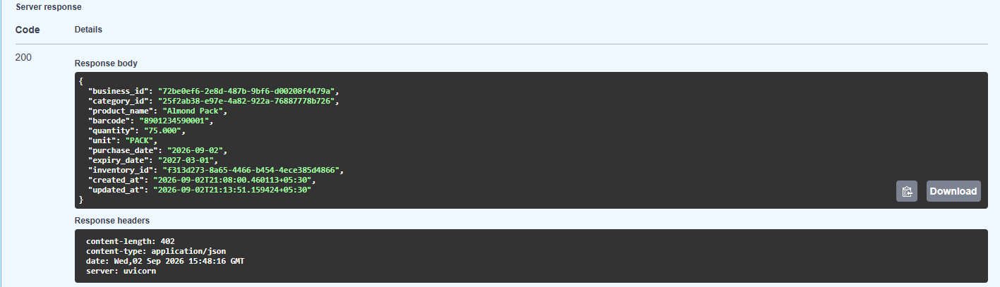 Server response
Code Details
200
Response body
{
"business_id": "72be0ef6-2e8d-487b-9bf6-d00208f4479a",
"category_id": "25f2ab38-e97e-4a82-922a-76887778b726",
"product_name": "Almond Pack",
"barcode": "8901234590001",
"quantity": "75.000",
"unit": "PACK",
"purchase_date": "2026-09-02",
"expiry_date": "2027-03-01",
"inventory_id": "f313d273-8a65-4466-b454-4ece385d4866",
"created_at": "2026-09-02T21:08:00.460113+05:30",
"updated_at": "2026-09-02T21:13:51.159424+05:30"
}
Download
Response headers
content-length: 402
content-type: application/json
date: Wed,02 Sep 2026 15:48:16 GMT
server: uvicorn